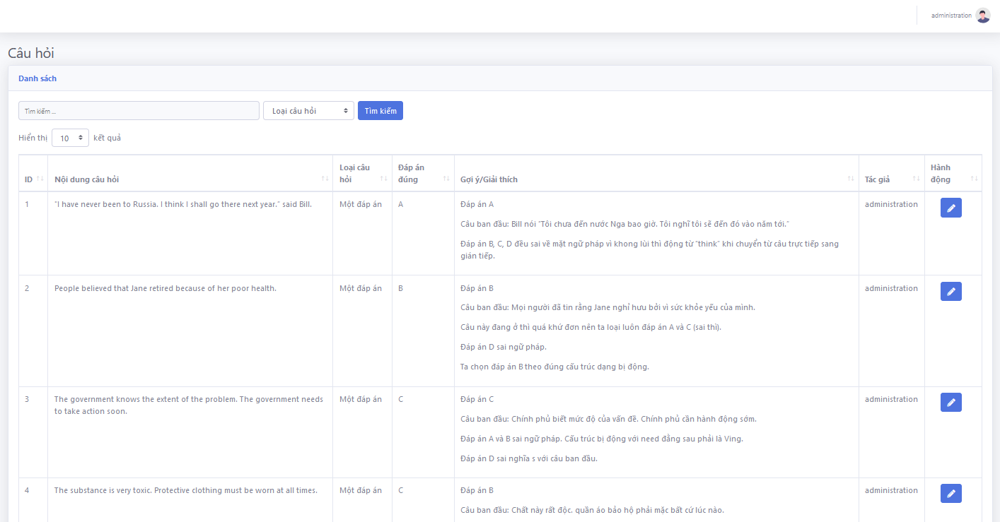 administration
Câu hỏi
Danh sách
Tìm kiếm ...
Loại câu hỏi
Tìm kiếm
Hiển thị 10 kết quả
ID
Nội dung câu hỏi
Loại câu
hỏi
Đáp án
đúng
Gợi ý/Giải thích
Tác giả
Hành
động
1
"I have never been to Russia. I think I shall go there next year." said Bill.
Một đáp án
A
Đáp án A
Câu ban đầu: Bill nói "Tôi chưa đến nước Nga bao giờ. Tôi nghĩ tôi sẽ đến đó vào năm tới."
Đáp án B, C, D đều sai về mặt ngữ pháp vì khong lùi thì động từ "think" khi chuyển từ câu trực tiếp sang
gián tiếp.
administration
2
People believed that Jane retired because of her poor health.
Một đáp án
B
Đáp án B
Câu ban đầu: Mọi người đã tin rằng Jane nghỉ hưu bởi vì sức khỏe yếu của mình.
Câu này đang ở thì quá khứ đơn nên ta loại luôn đáp án A và C (sai thì).
Đáp án D sai ngữ pháp.
Ta chọn đáp án B theo đúng cấu trúc dạng bị động.
administration
3
The government knows the extent of the problem. The government needs
to take action soon.
Một đáp án
C
Đáp án C
Câu ban đầu: Chính phủ biết mức độ của vấn đề. Chính phủ cần hành động sớm.
Đáp án A và B sai ngữ pháp. Cấu trúc bị động với need đằng sau phải là Ving.
Đáp án D sai nghĩa s với câu ban đầu.
administration
4
The substance is very toxic. Protective clothing must be worn at all times.
Một đáp án
C
Đáp án B
Câu ban đầu: Chất này rất độc. quần áo bảo hộ phải mặc bất cứ lúc nào.
administration